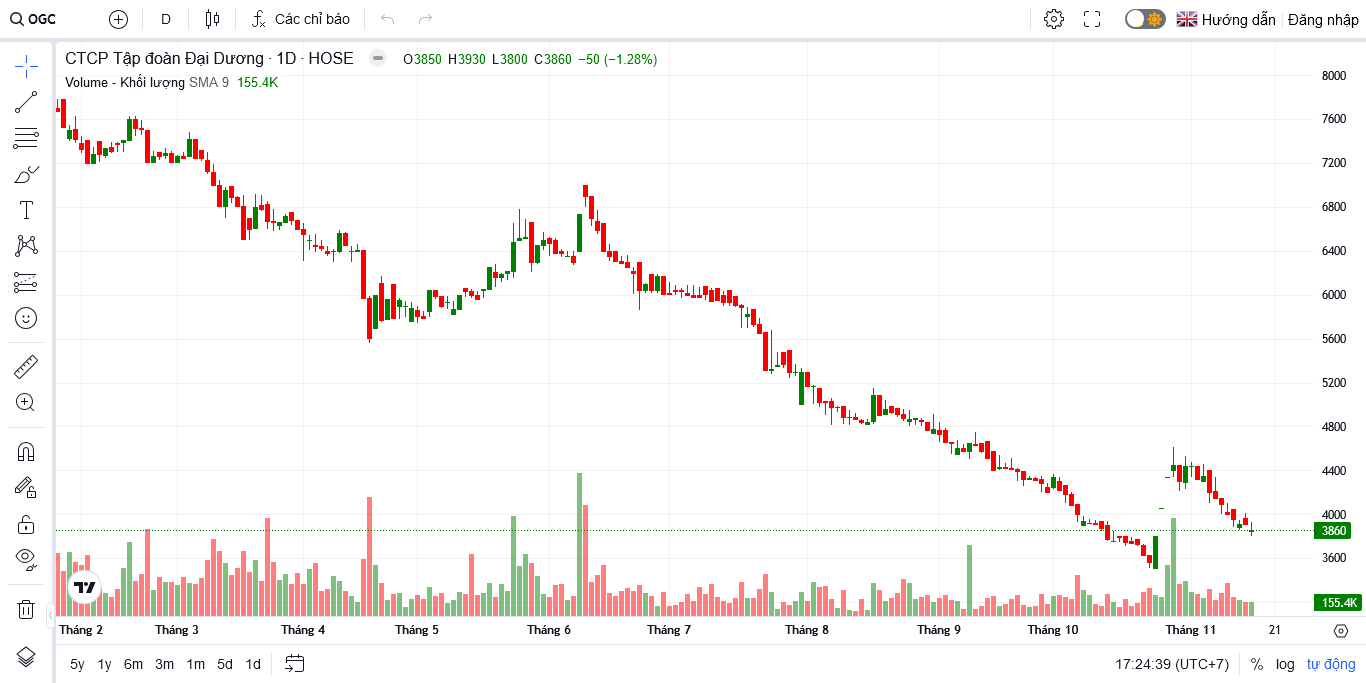 OGC D Các chỉ báo Hướng dẫn Đăng nhập
CTCP Tập đoàn Đại Dương · 1D · HOSE O3850 H3930 L3800 C3860 −50 (−1.28%)
Volume - Khối lượng SMA 9 155.4K
8000
7600
7200
6800
6400
6000
5600
5200
4800
4400
4000
3860
3600
155.4K
Tháng 2 Tháng 3 Tháng 4 Tháng 5 Tháng 6 Tháng 7 Tháng 8 Tháng 9 Tháng 10 Tháng 11 21
5y 1y 6m 3m 1m 5d 1d 17:24:39 (UTC+7) % log tự động